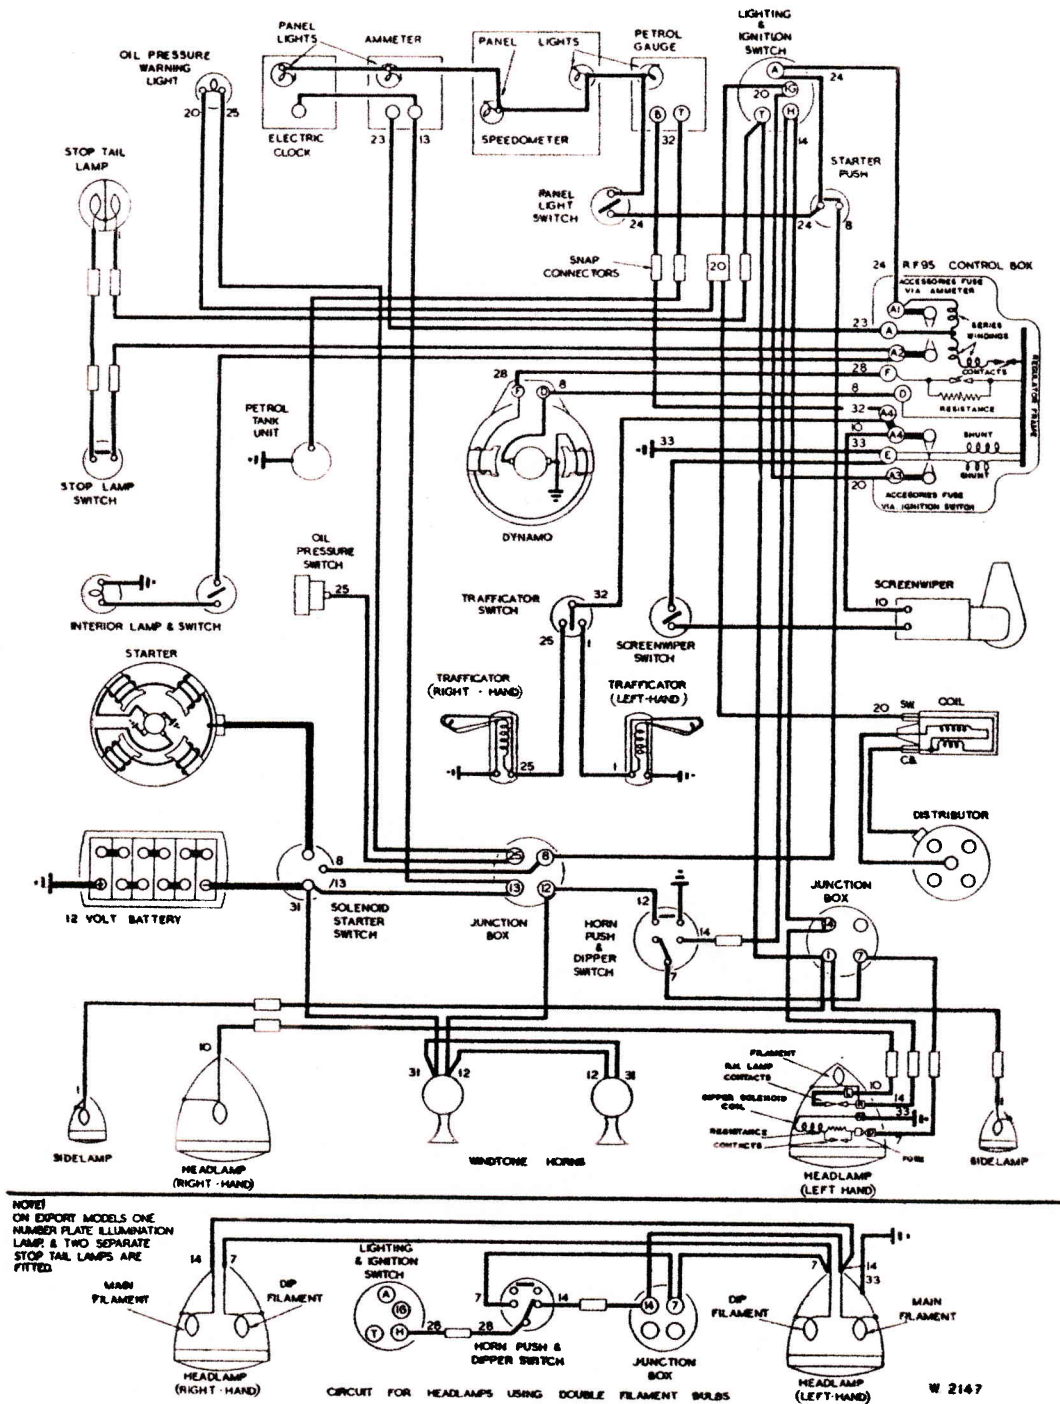 LIGHTING
&
IGNITION
SWITCH
PANEL
LIGHTS
AMMETER
PANEL LIGHTS
PETROL
GAUGE
OIL PRESSURE
WARNING
LIGHT
A
24
20
IG
T
H
14
20 25
B T
32
ELECTRIC
CLOCK
23 13
SPEEDOMETER
STOP TAIL
LAMP
STARTER
PUSH
PANEL
LIGHT
SWITCH
24
24
8
SNAP
CONNECTORS
20
24 R.F 95 CONTROL BOX
ACCESSORIES FUSE
VIA AMMETER
A1
SERIES
WINDINGS
23
A
A2
CONTACTS
28
F
REGULATOR FRAME
8
D
RESISTANCE
32
A4
10
A4
SHUNT
33
E
SHUNT
20
A3
ACCESSORIES FUSE
VIA IGNITION SWITCH
28
F D
8
33
PETROL
TANK
UNIT
STOP LAMP
SWITCH
DYNAMO
OIL
PRESSURE
SWITCH
25
INTERIOR LAMP & SWITCH
TRAFFICATOR
SWITCH
32
25
1
SCREENWIPER
SWITCH
SCREENWIPER
10
STARTER
TRAFFICATOR
(RIGHT - HAND)
25
TRAFFICATOR
(LEFT-HAND)
1
20
SW.
COIL
C.B.
DISTRIBUTOR
12 VOLT BATTERY
8
/13
31
SOLENOID
STARTER
SWITCH
25 8
13 12
JUNCTION
BOX
12
14
7
HORN
PUSH
&
DIPPER
SWITCH
JUNCTION
BOX
14
1 7
1
SIDELAMP
10
HEADLAMP
(RIGHT-HAND)
31 12
12 31
WINDTONE HORNS
FILAMENT
R.H. LAMP
CONTACTS
DIPPER SOLENOID
COIL
RESISTANCE
CONTACTS
10
14
33
7
FUSE
HEADLAMP
(LEFT HAND)
SIDELAMP
NOTE!
ON EXPORT MODELS ONE
NUMBER PLATE ILLUMINATION
LAMP, & TWO SEPARATE
STOP TAIL LAMPS ARE
FITTED.
14 7
MAIN
FILAMENT
DIP
FILAMENT
HEADLAMP
(RIGHT-HAND)
LIGHTING
& IGNITION
SWITCH
A
IG
T H
28
28
7
14
HORN PUSH &
DIPPER SWITCH
14 7
JUNCTION
BOX
7
14
33
DIP
FILAMENT
MAIN
FILAMENT
HEADLAMP
(LEFT-HAND)
CIRCUIT FOR HEADLAMPS USING DOUBLE FILAMENT BULBS
W 2147